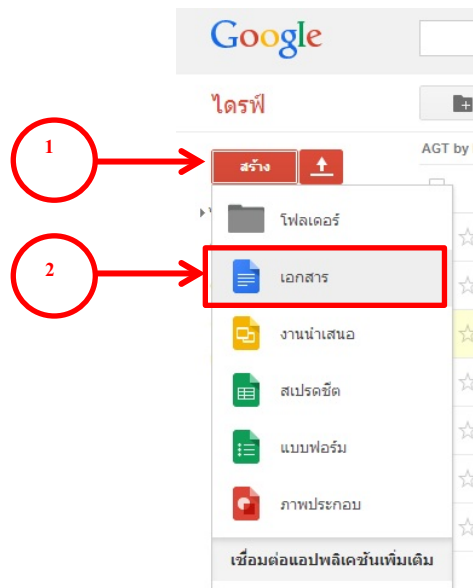 Google
ไดรฟ์
1
สร้าง
AGT by
โฟลเดอร์
2
เอกสาร
งานนำเสนอ
สเปรดชีต
แบบฟอร์ม
ภาพประกอบ
เชื่อมต่อแอปพลิเคชันเพิ่มเติม